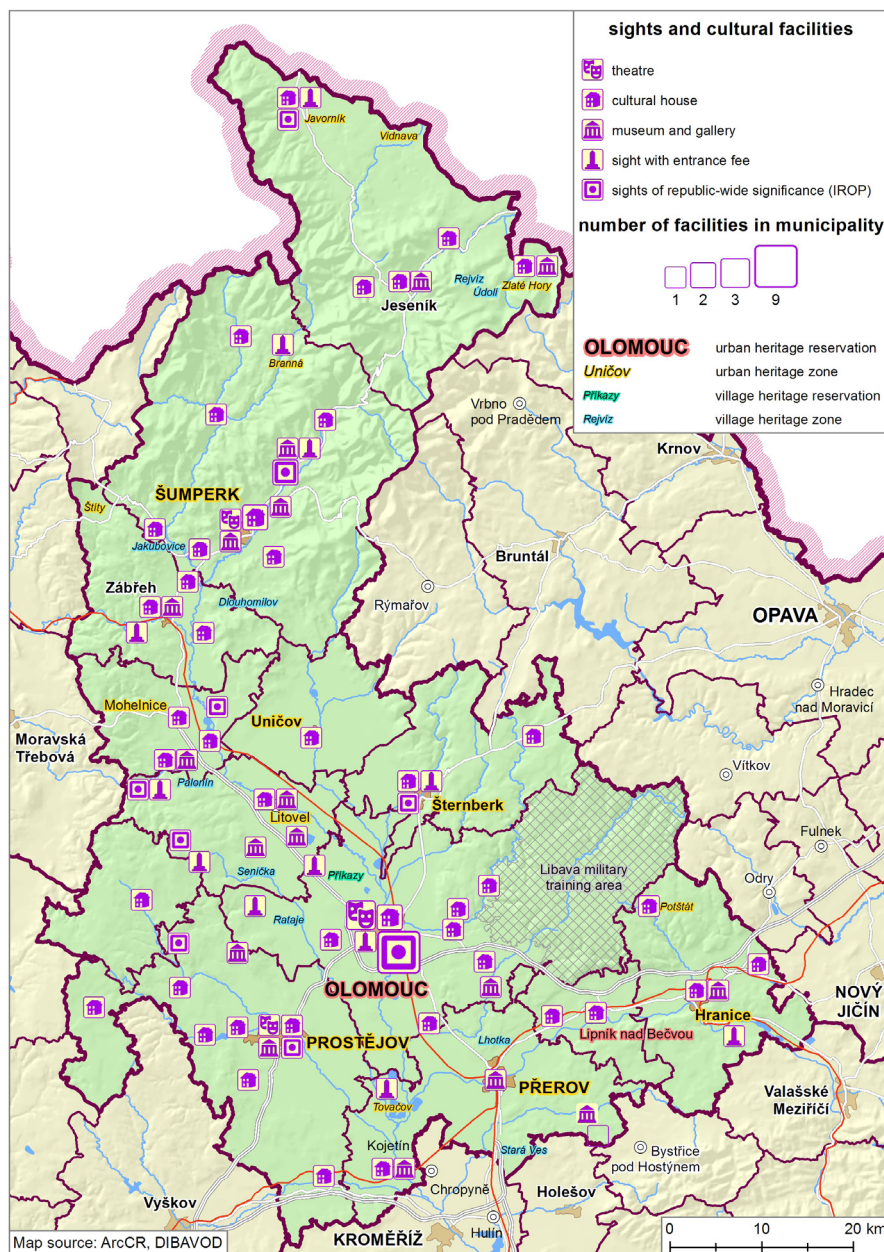 sights and cultural facilities
theatre
cultural house
museum and gallery
sight with entrance fee
sights of republic-wide significance (IROP)
number of facilities in municipality
1
2
3
9
OLOMOUC urban heritage reservation
Uničov urban heritage zone
Příkazy village heritage reservation
Rejvíz village heritage zone
Javorník
Vidnava
Rejvíz
Údolí
Zlaté Hory
Jeseník
Branná
Vrbno
pod Pradědem
Krnov
ŠUMPERK
Štíty
Jakubovice
Bruntál
Zábřeh
Dlouhomilov
Rýmařov
OPAVA
Hradec
nad Moravicí
Mohelnice
Uničov
Moravská
Třebová
Vítkov
Palonín
Šternberk
Litovel
Fulnek
Libava military
training area
Senička
Příkazy
Odry
Potštát
Rataje
OLOMOUC
NOVÝ
JIČÍN
Hranice
Lipník nad Bečvou
Lhotka
PROSTĚJOV
PŘEROV
Valašské
Meziříčí
Tovačov
Kojetín
Stará Ves
Bystřice
pod Hostýnem
Chropyně
Holešov
Vyškov
Hulín
KROMĚŘÍŽ
0 10 20 km
Map source: ArcCR, DIBAVOD